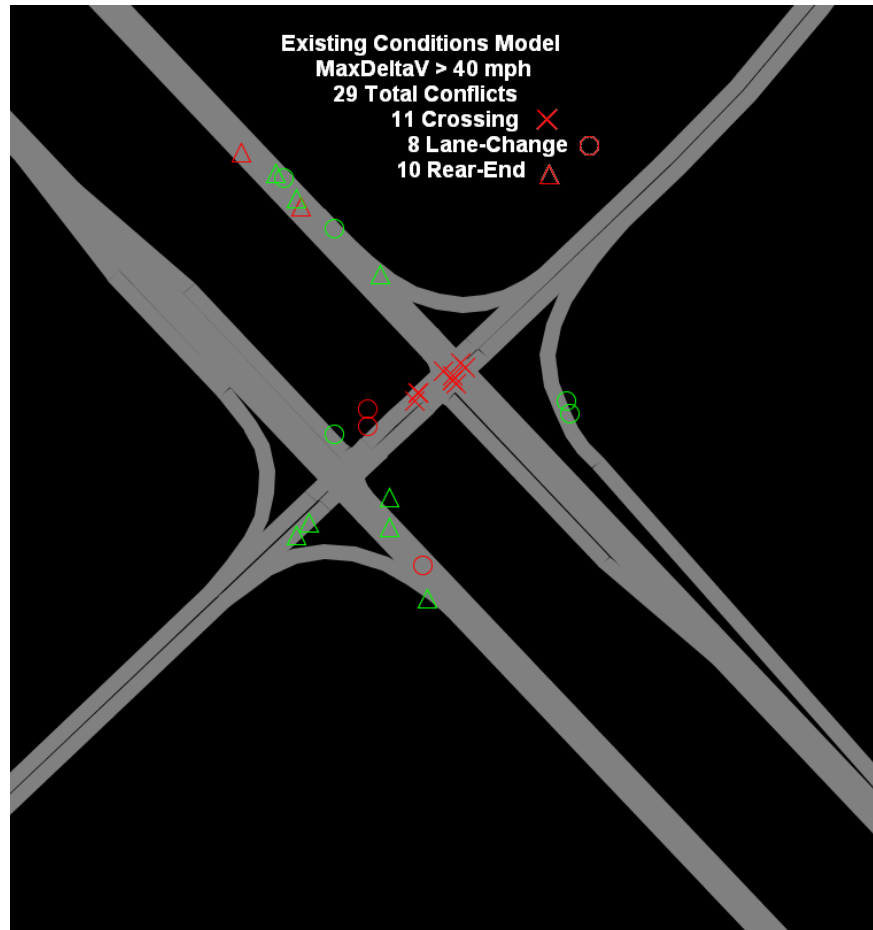 Existing Conditions Model
MaxDeltaV > 40 mph
29 Total Conflicts
11 Crossing
8 Lane-Change
10 Rear-End